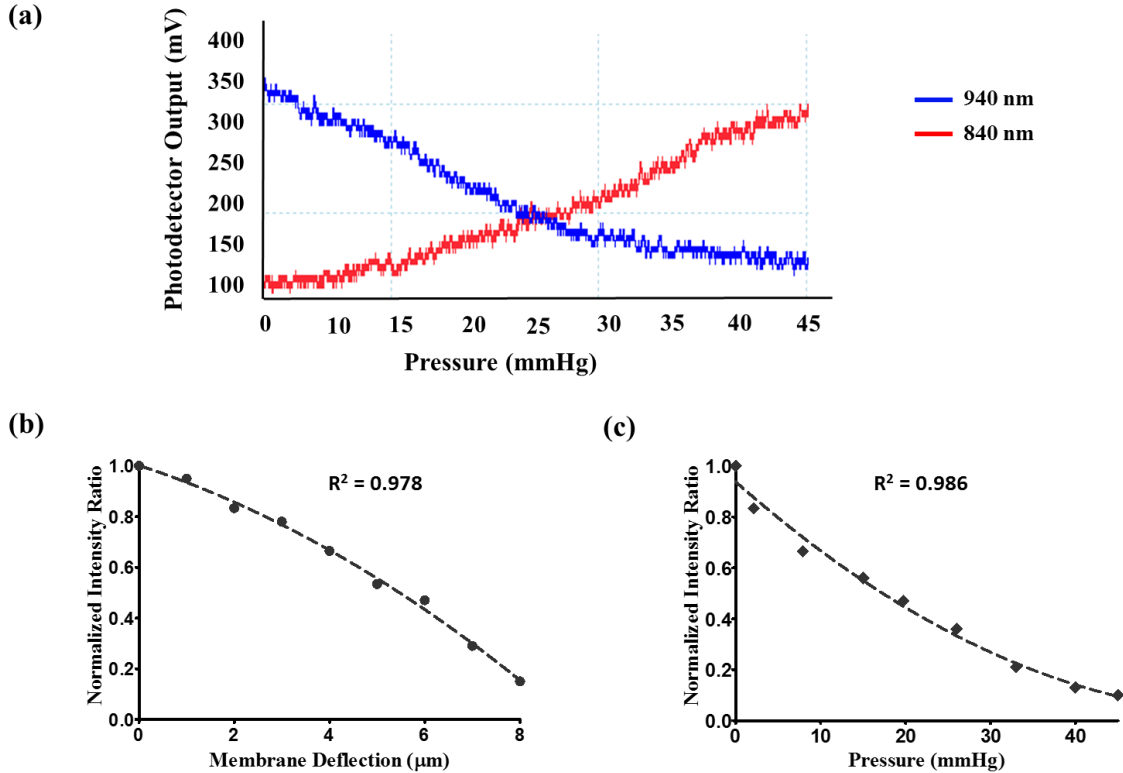 (a)
Photodetector Output (mV)
400
350
300
250
200
150
100
0 10 15 20 25 30 35 40 45
Pressure (mmHg)
940 nm
840 nm
(b)
Normalized Intensity Ratio
1.0
0.8
0.6
0.4
0.2
0.0
R² = 0.978
0 2 4 6 8
Membrane Deflection (μm)
(c)
Normalized Intensity Ratio
1.0
0.8
0.6
0.4
0.2
0.0
R² = 0.986
0 10 20 30 40
Pressure (mmHg)